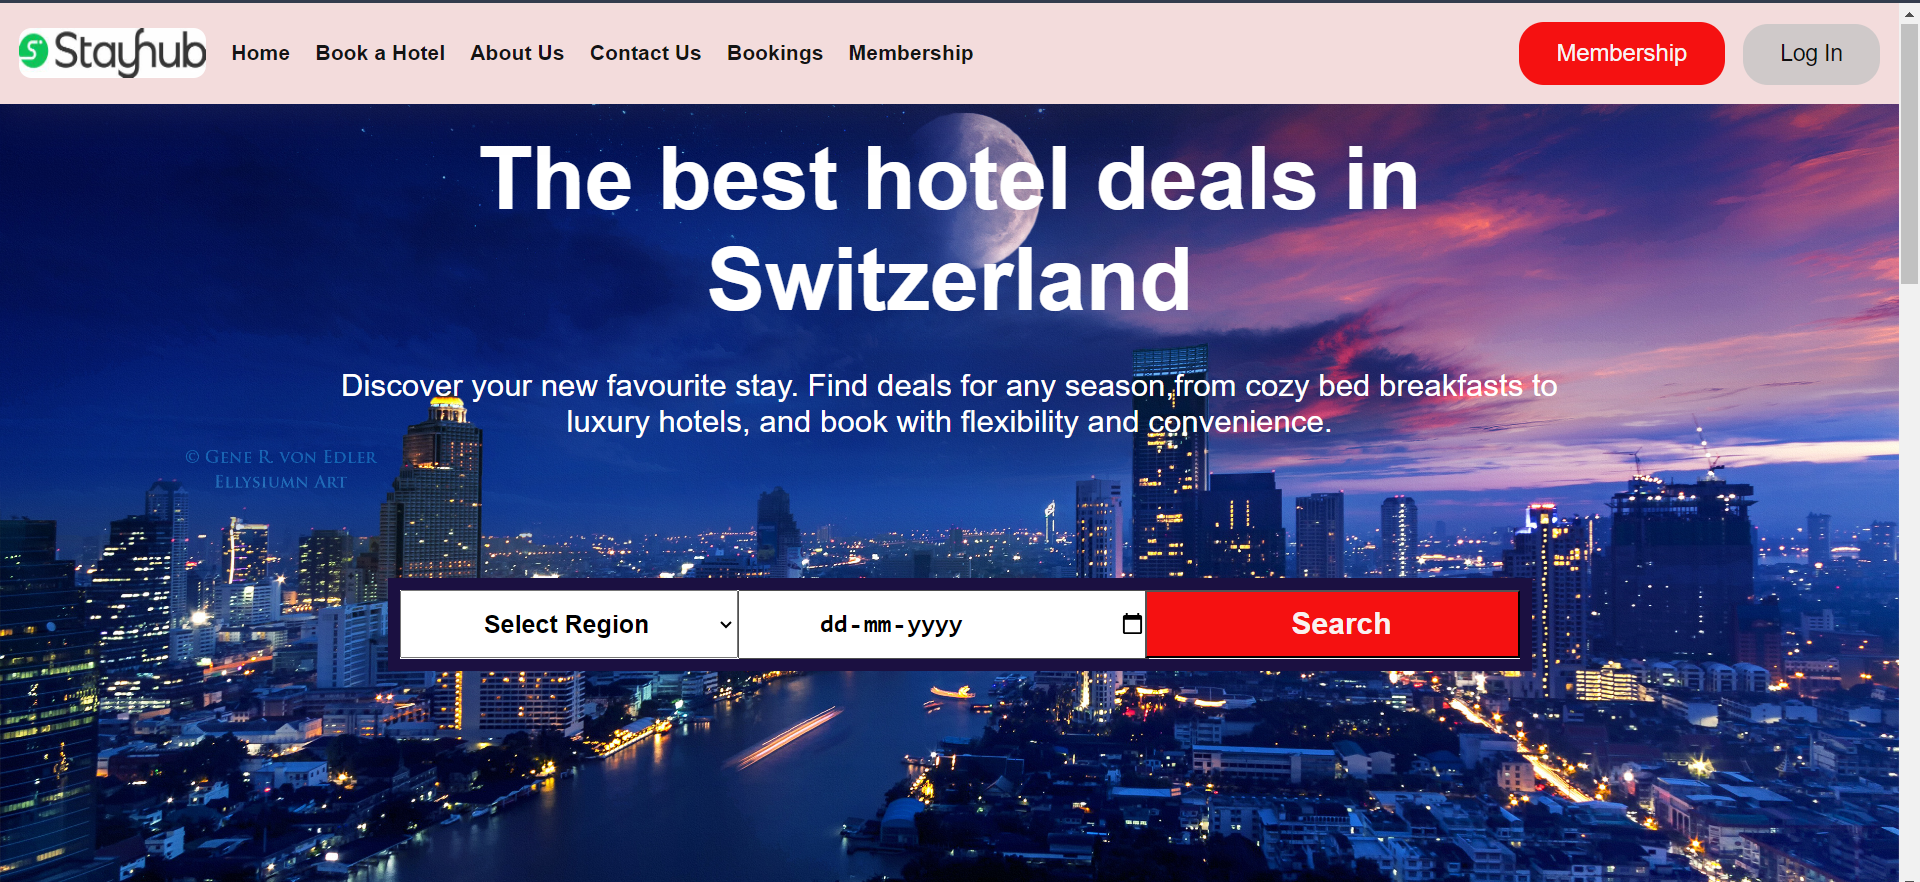 Stayhub
Home
Book a Hotel
About Us
Contact Us
Bookings
Membership
Membership
Log In
The best hotel deals in
Switzerland
Discover your new favourite stay. Find deals for any season,from cozy bed breakfasts to
luxury hotels, and book with flexibility and convenience.
© Gene R. von Edler
Ellysiumn Art
Select Region
dd-mm-yyyy
Search